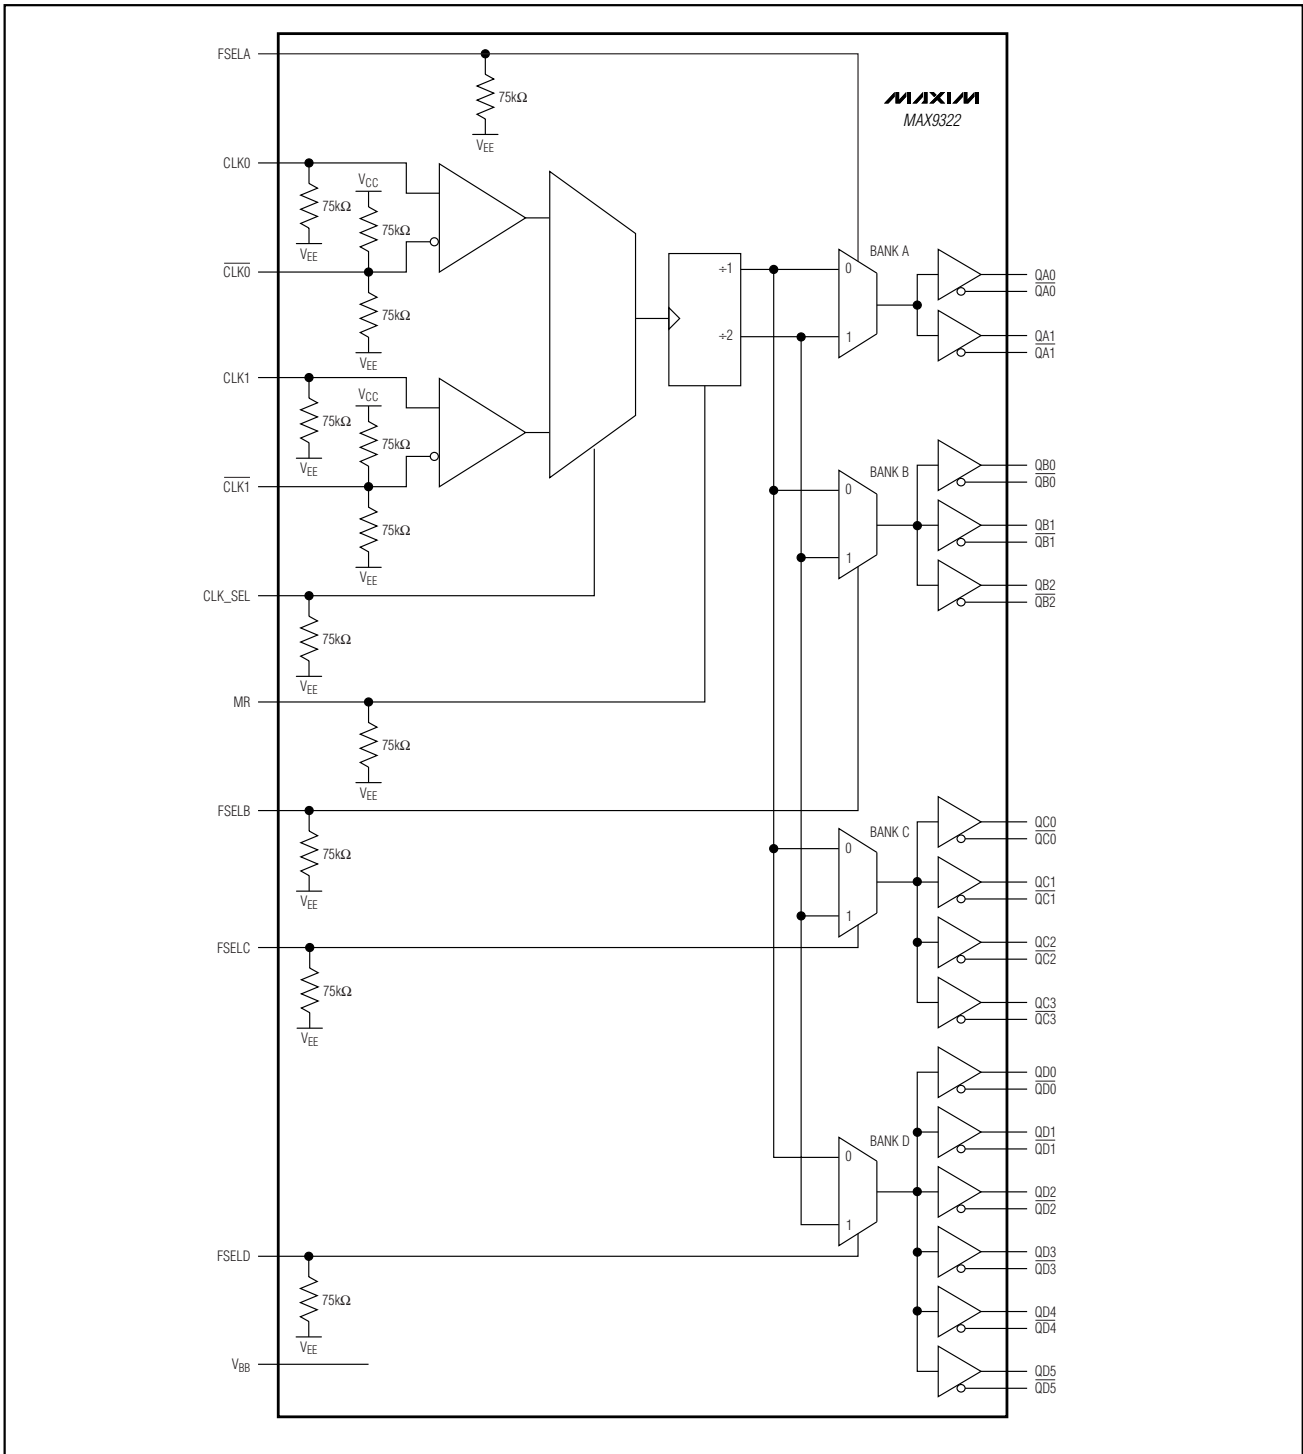 FSELA
75kΩ
VEE
MAXIM
MAX9322
CLK0
75kΩ
VEE
VCC
75kΩ
CLK0
75kΩ
VEE
÷1
÷2
BANK A
0
1
QA0
QA0
QA1
QA1
CLK1
75kΩ
VEE
VCC
75kΩ
CLK1
75kΩ
VEE
BANK B
0
1
QB0
QB0
QB1
QB1
QB2
QB2
CLK_SEL
75kΩ
VEE
MR
75kΩ
VEE
FSELB
75kΩ
VEE
BANK C
0
1
QC0
QC0
QC1
QC1
QC2
QC2
QC3
QC3
FSELC
75kΩ
VEE
BANK D
0
1
QD0
QD0
QD1
QD1
QD2
QD2
QD3
QD3
QD4
QD4
QD5
QD5
FSELD
75kΩ
VEE
VBB